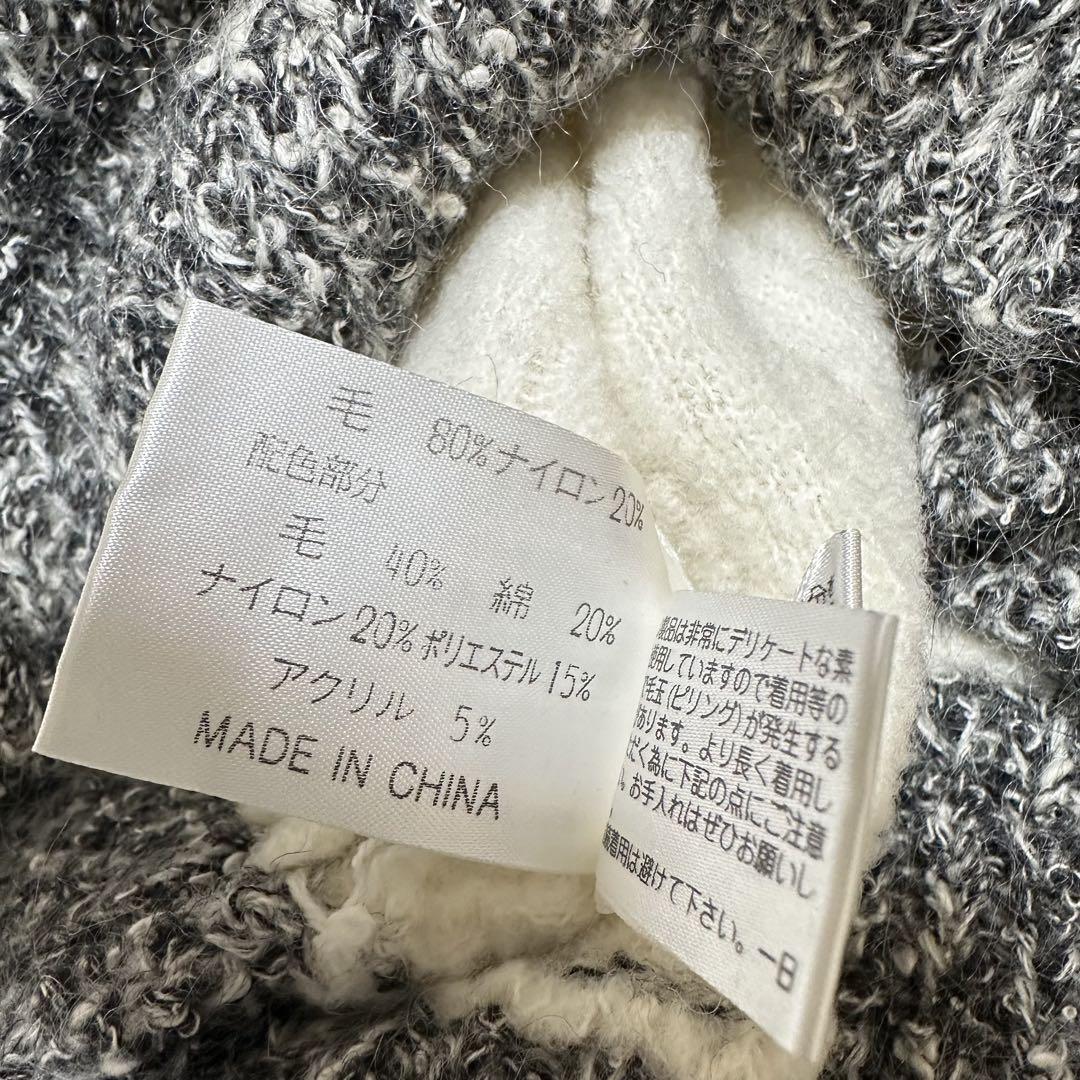 毛 80%ナイロン20%
配色部分
毛 40% 綿 20%
ナイロン20%ポリエステル15%
アクリル 5%
MADE IN CHINA
製品は非常にデリケートな素
使用していますので着用等の
毛玉(ピリング)が発生する
あります。より長く着用し
だく為に下記の点にご注意
。お手入れはぜひお願いし
着用は避けて下さい。一日